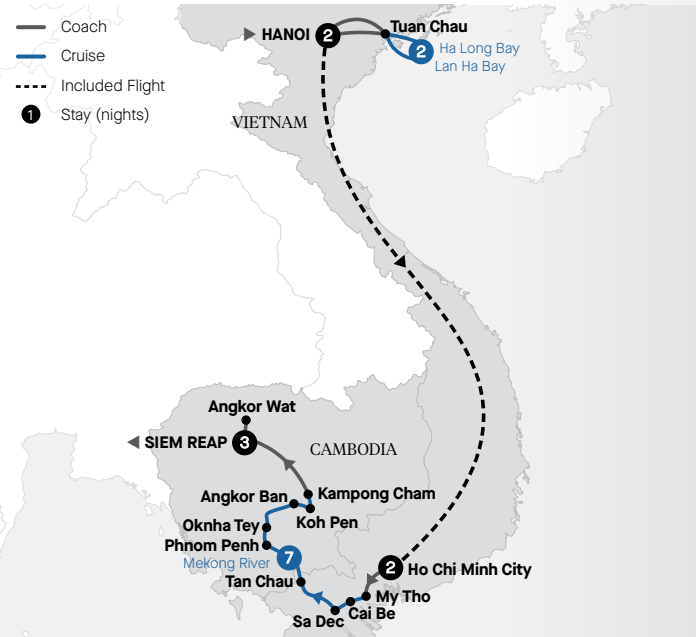 Coach
Cruise
Included Flight
1 Stay (nights)
HANOI 2
Tuan Chau
2 Ha Long Bay
Lan Ha Bay
VIETNAM
Angkor Wat
SIEM REAP 3
CAMBODIA
Kampong Cham
Angkor Ban
Koh Pen
Oknha Tey
Phnom Penh
Mekong River 7
2 Ho Chi Minh City
Tan Chau
My Tho
Cai Be
Sa Dec